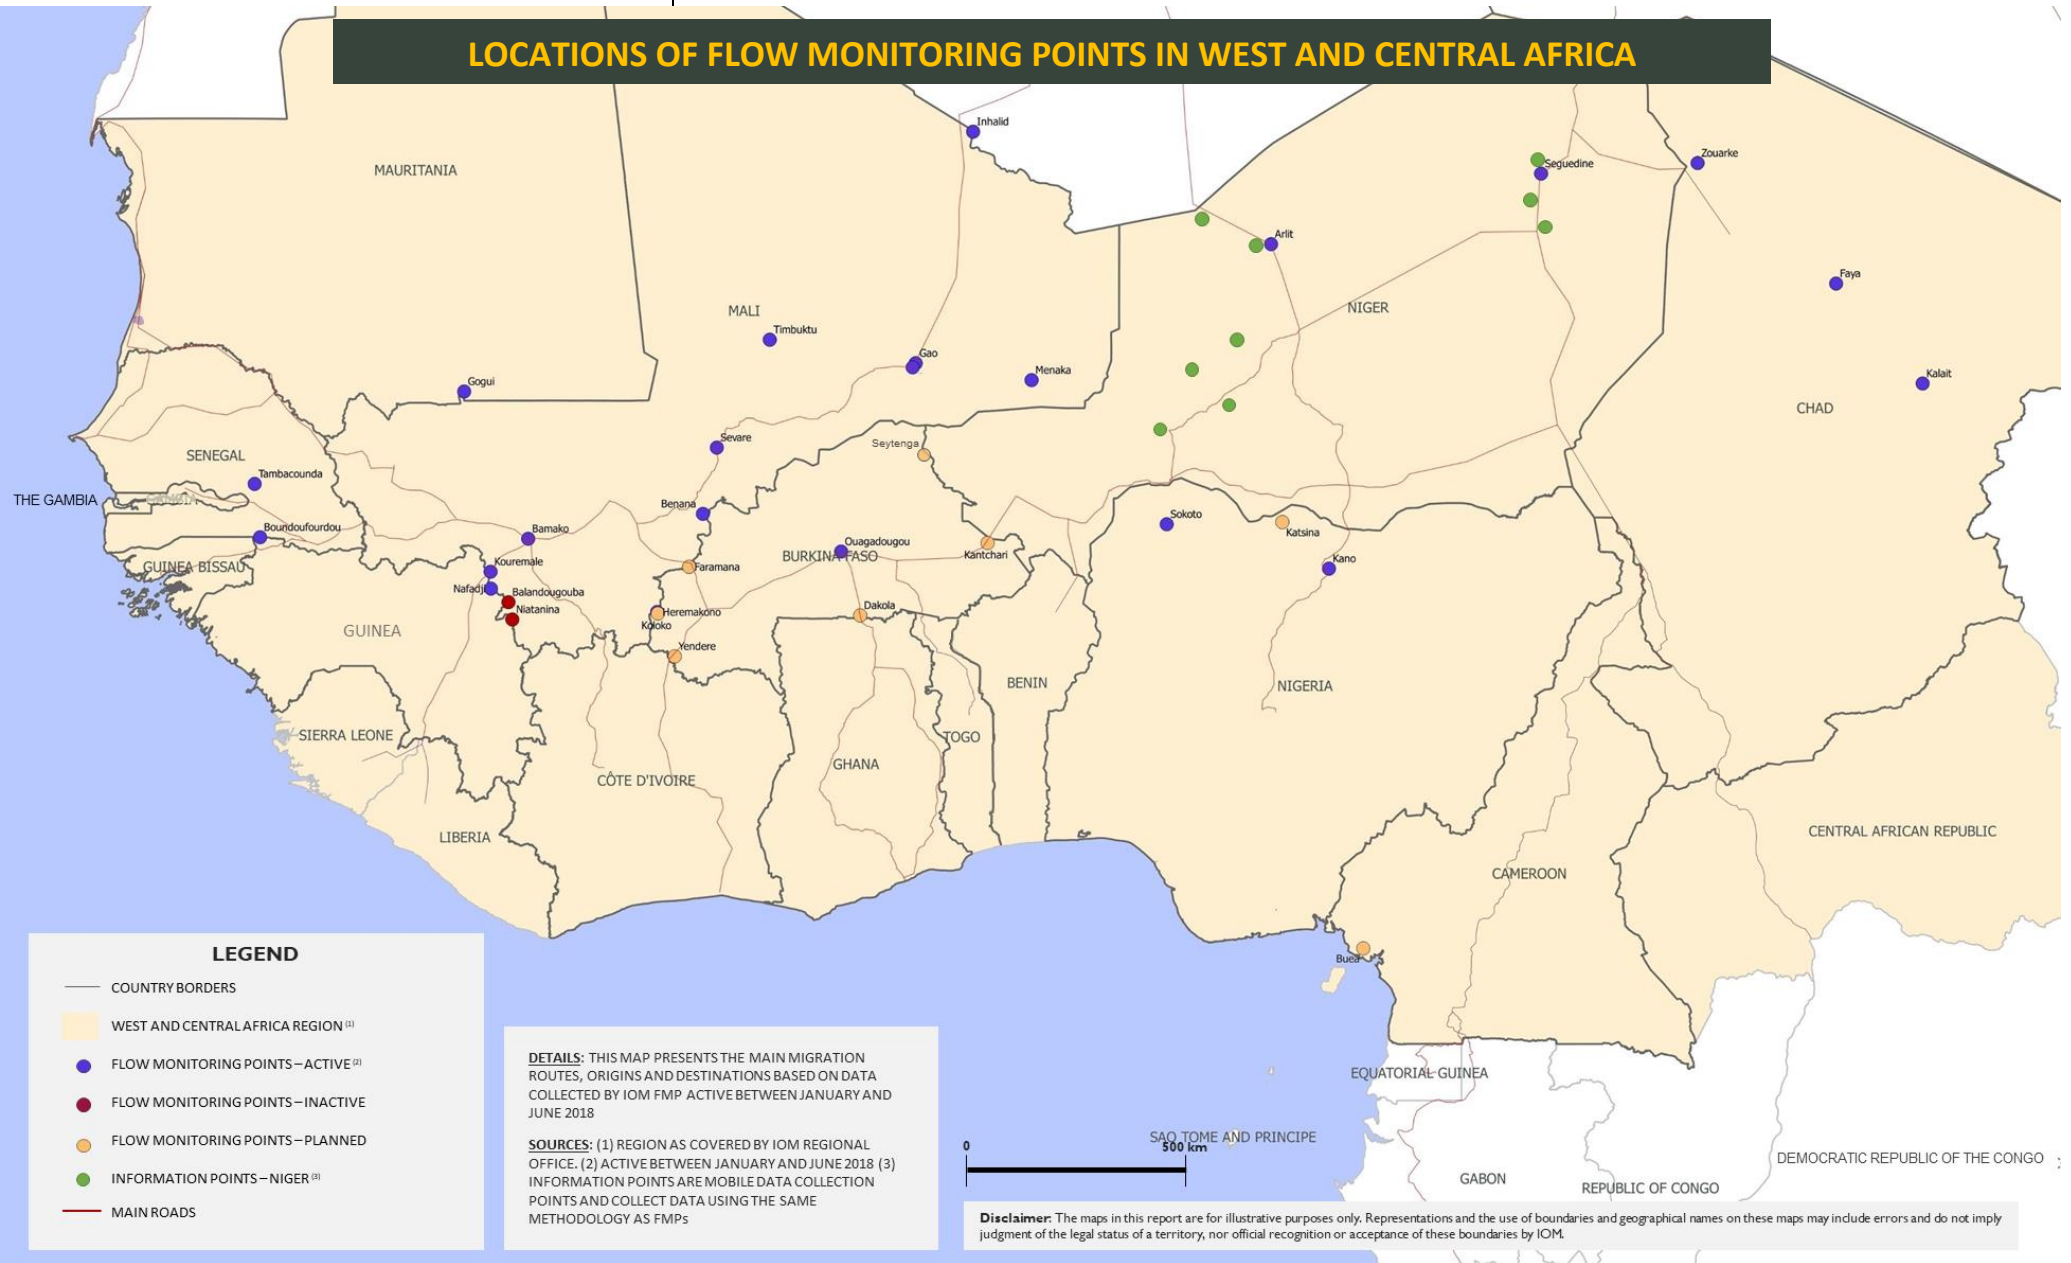 LOCATIONS OF FLOW MONITORING POINTS IN WEST AND CENTRAL AFRICA
Inhalid
Zouarke
Seguedine
MAURITANIA
Arlit
Faya
NIGER
MALI
Timbuktu
Gao
Menaka
Kalait
Gogui
CHAD
Sevare
Seytenga
SENEGAL
Tambacounda
THE GAMBIA
GAMBIA
Benana
Sokoto
Katsina
Boundoufourdou
Bamako
Ouagadougou
BURKINA FASO
Kantchari
Kano
GUINEA BISSAU
Kouremale
Faramana
Nafadji
Balandougouba
Niatanina
Heremakono
Koloko
Dakola
GUINEA
Yendere
BENIN
NIGERIA
SIERRA LEONE
TOGO
GHANA
CÔTE D'IVOIRE
LIBERIA
CENTRAL AFRICAN REPUBLIC
CAMEROON
Buea
EQUATORIAL GUINEA
SAO TOME AND PRINCIPE
GABON
REPUBLIC OF CONGO
DEMOCRATIC REPUBLIC OF THE CONGO
LEGEND
COUNTRY BORDERS
WEST AND CENTRAL AFRICA REGION (1)
FLOW MONITORING POINTS – ACTIVE (2)
FLOW MONITORING POINTS – INACTIVE
FLOW MONITORING POINTS – PLANNED
INFORMATION POINTS – NIGER (3)
MAIN ROADS
DETAILS: THIS MAP PRESENTS THE MAIN MIGRATION
ROUTES, ORIGINS AND DESTINATIONS BASED ON DATA
COLLECTED BY IOM FMP ACTIVE BETWEEN JANUARY AND
JUNE 2018
SOURCES: (1) REGION AS COVERED BY IOM REGIONAL
OFFICE. (2) ACTIVE BETWEEN JANUARY AND JUNE 2018 (3)
INFORMATION POINTS ARE MOBILE DATA COLLECTION
POINTS AND COLLECT DATA USING THE SAME
METHODOLOGY AS FMPs
0 500 km
Disclaimer: The maps in this report are for illustrative purposes only. Representations and the use of boundaries and geographical names on these maps may include errors and do not imply
judgment of the legal status of a territory, nor official recognition or acceptance of these boundaries by IOM.